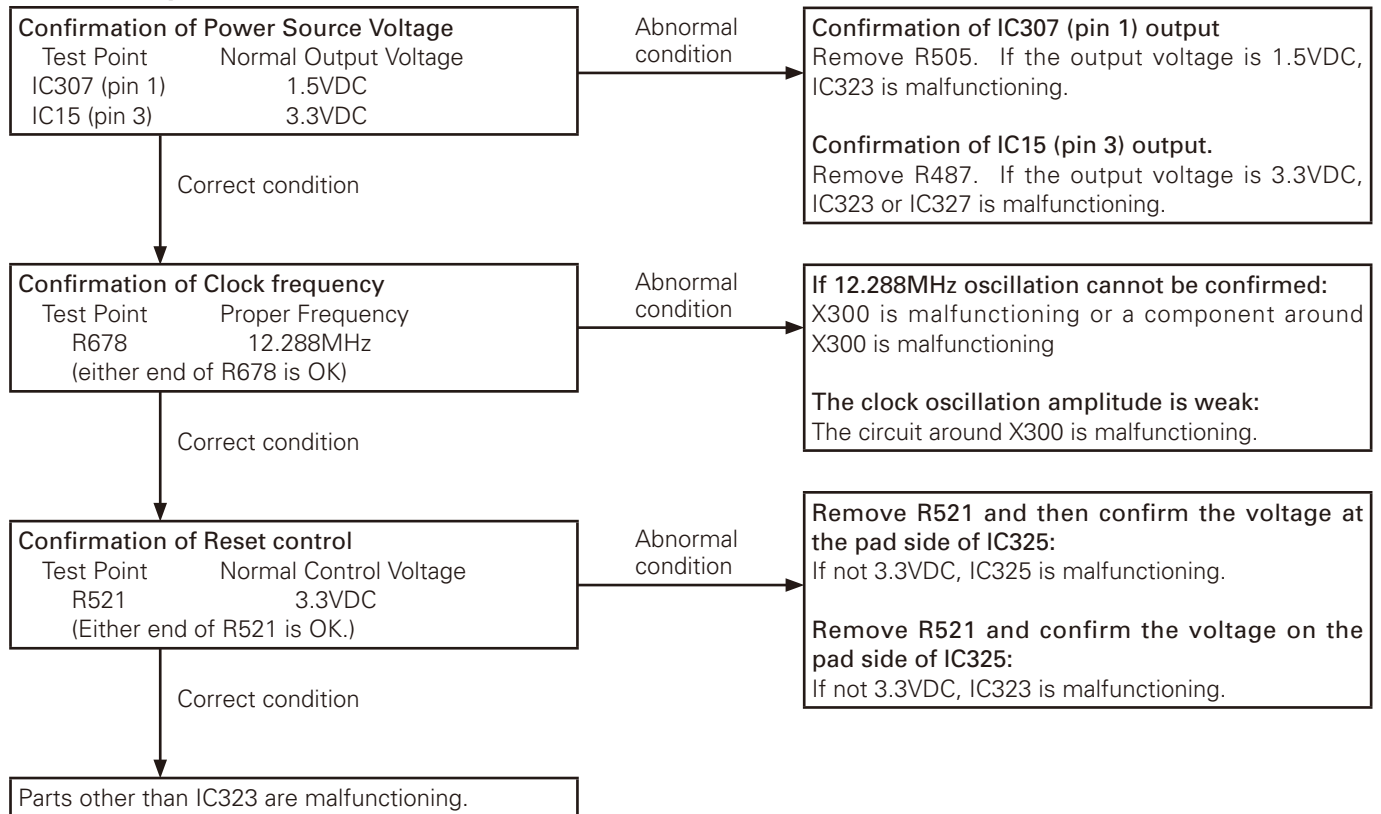 Confirmation of Power Source Voltage
Test Point Normal Output Voltage
IC307 (pin 1) 1.5VDC
IC15 (pin 3) 3.3VDC
Abnormal
condition
Confirmation of IC307 (pin 1) output
Remove R505. If the output voltage is 1.5VDC,
IC323 is malfunctioning.
Confirmation of IC15 (pin 3) output.
Remove R487. If the output voltage is 3.3VDC,
IC323 or IC327 is malfunctioning.
Correct condition
Confirmation of Clock frequency
Test Point Proper Frequency
R678 12.288MHz
(either end of R678 is OK)
Abnormal
condition
If 12.288MHz oscillation cannot be confirmed:
X300 is malfunctioning or a component around
X300 is malfunctioning
The clock oscillation amplitude is weak:
The circuit around X300 is malfunctioning.
Correct condition
Confirmation of Reset control
Test Point Normal Control Voltage
R521 3.3VDC
(Either end of R521 is OK.)
Abnormal
condition
Remove R521 and then confirm the voltage at
the pad side of IC325:
If not 3.3VDC, IC325 is malfunctioning.
Remove R521 and confirm the voltage on the
pad side of IC325:
If not 3.3VDC, IC323 is malfunctioning.
Correct condition
Parts other than IC323 are malfunctioning.